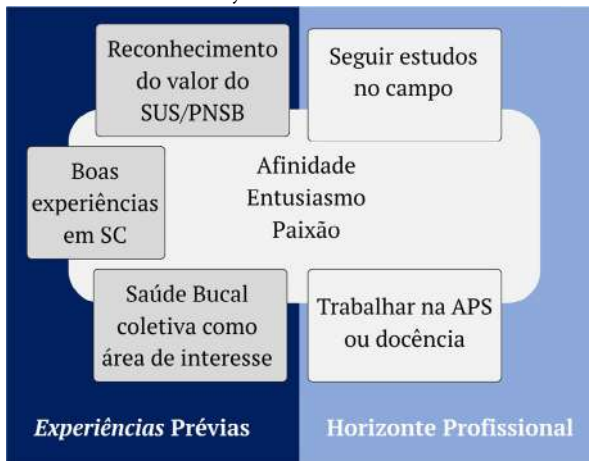 Reconhecimento
do valor do
SUS/PNSB
Seguir estudos
no campo
Boas
experiências
em SC
Afinidade
Entusiasmo
Paixão
Saúde Bucal
coletiva como
área de interesse
Trabalhar na APS
ou docência
Experiências Prévias
Horizonte Profissional